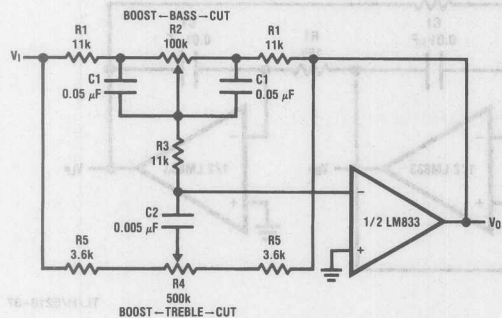 BOOST←BASS→CUT
R1
11k
R2
100k
R1
11k
VI
C1
0.05 μF
C1
0.05 μF
R3
11k
C2
0.005 μF
−
+
1/2 LM833
VO
R5
3.6k
R5
3.6k
R4
500k
BOOST←TREBLE→CUT